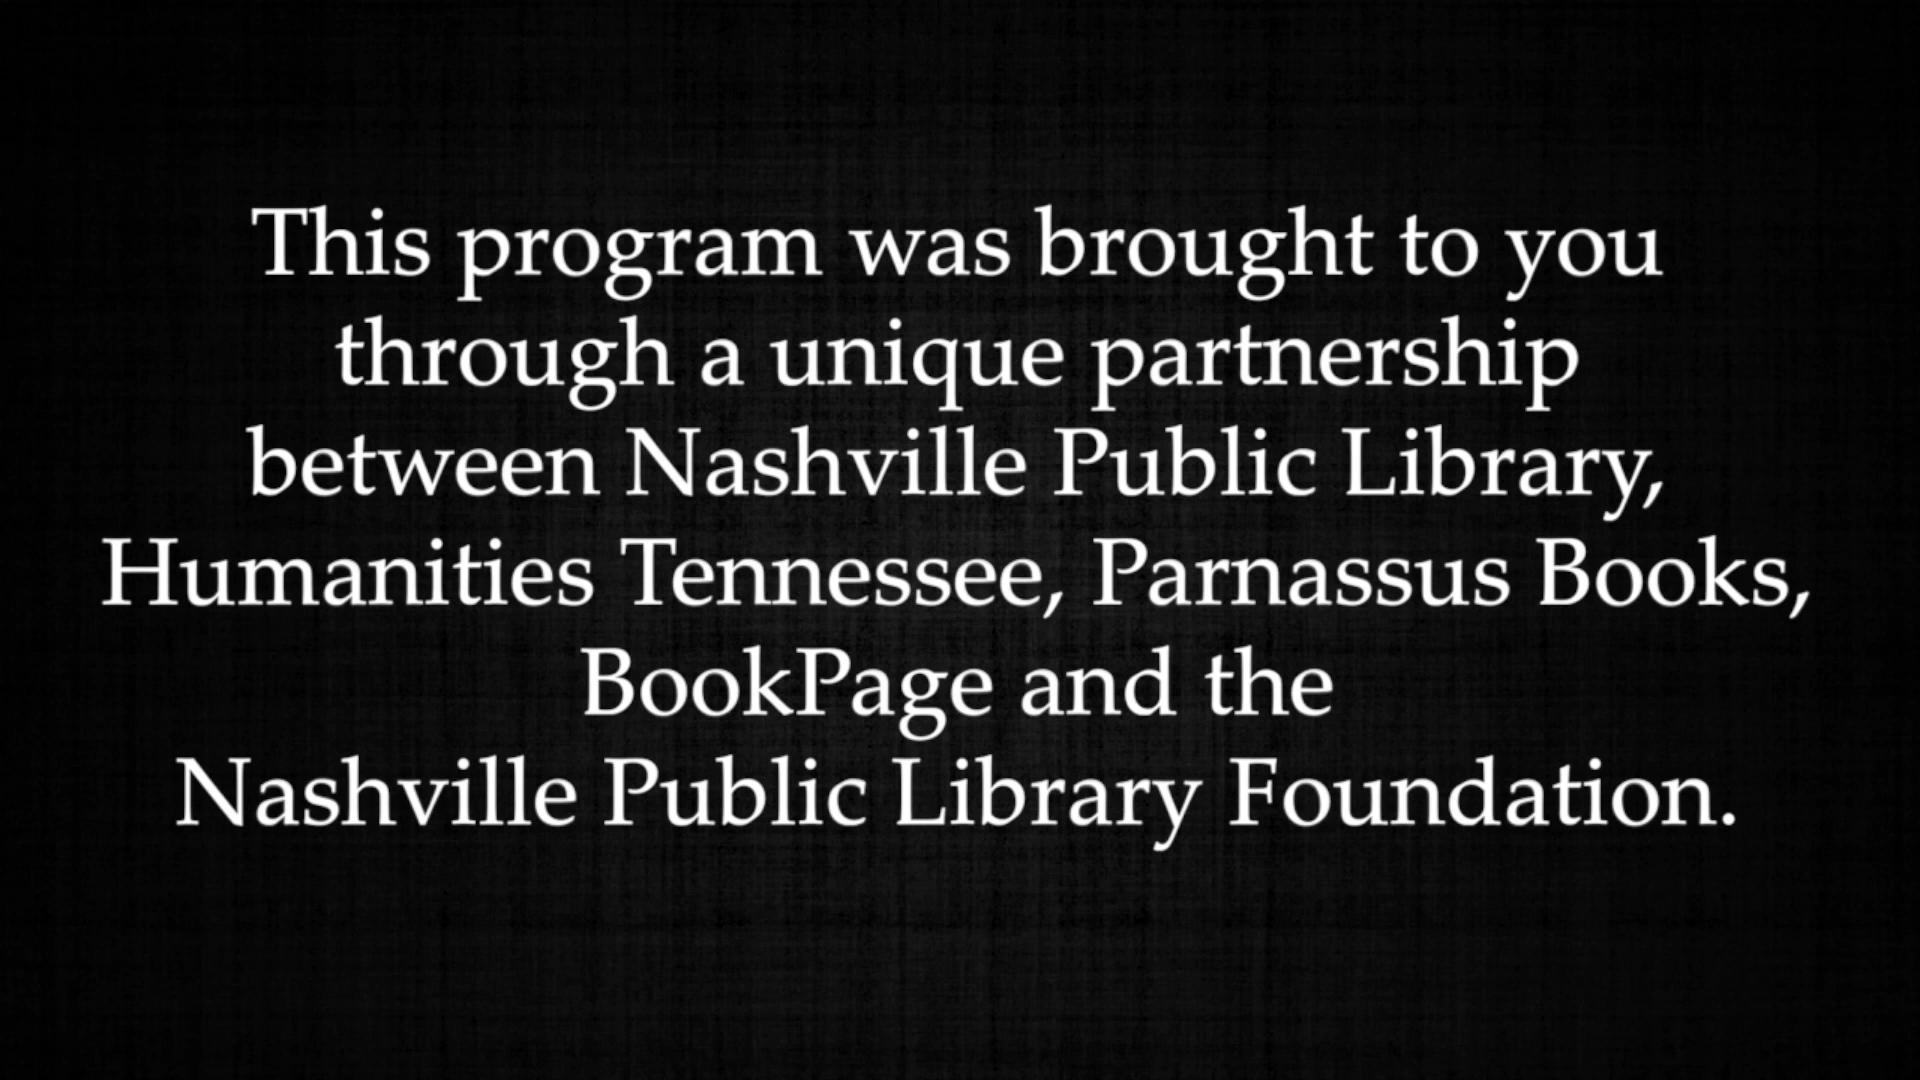 This program was brought to you
through a unique partnership
between Nashville Public Library,
Humanities Tennessee, Parnassus Books,
BookPage and the
Nashville Public Library Foundation.